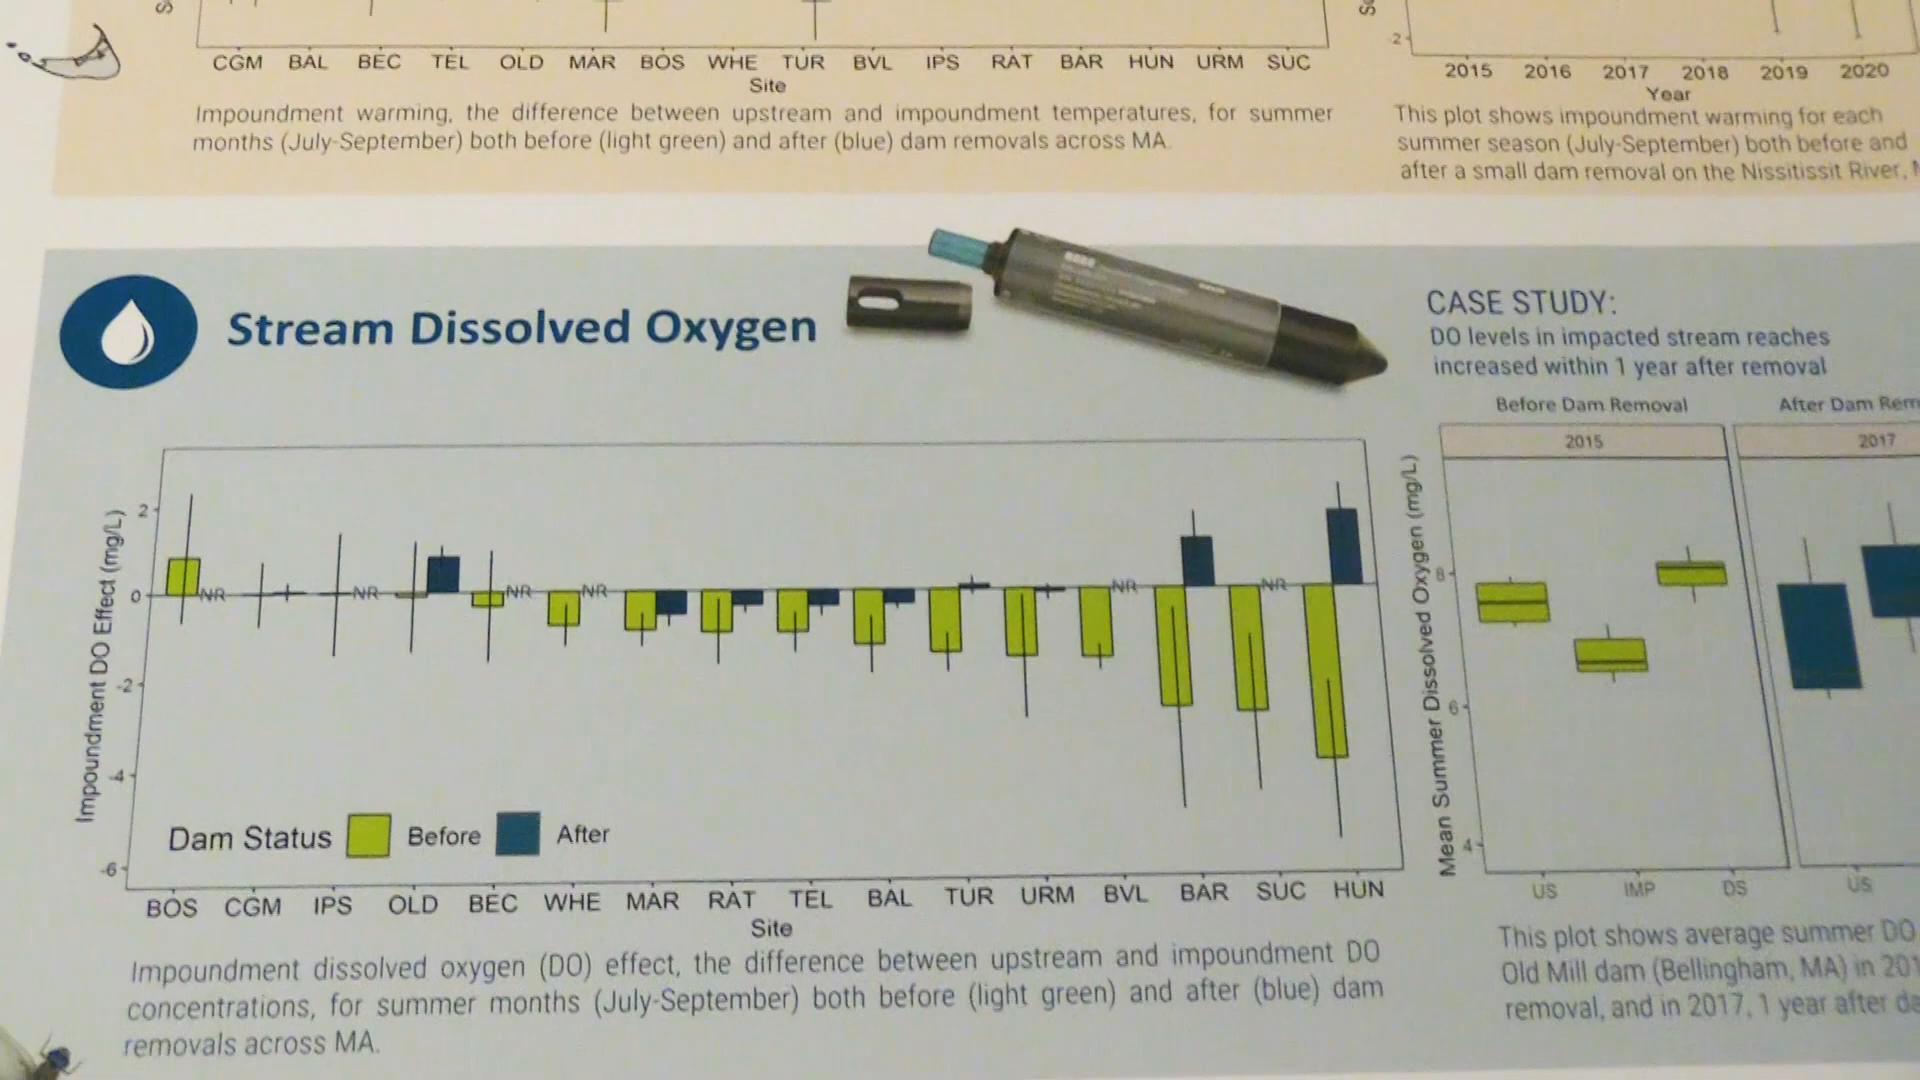 CGM BAL BEC TEL OLD MAR BOS WHE TUR BVL IPS RAT BAR HUN URM SUC
Site
Impoundment warming, the difference between upstream and impoundment temperatures, for summer
months (July-September) both before (light green) and after (blue) dam removals across MA.
-2
2015 2016 2017 2018 2019 2020
Year
This plot shows impoundment warming for each
summer season (July-September) both before and
after a small dam removal on the Nissitissit River,
Stream Dissolved Oxygen
Impoundment DO Effect (mg/L)
2
0
-2
-4
-6
NR NR NR NR NR NR
Dam Status Before After
BOS CGM IPS OLD BEC WHE MAR RAT TEL BAL TUR URM BVL BAR SUC HUN
Site
Impoundment dissolved oxygen (DO) effect, the difference between upstream and impoundment DO
concentrations, for summer months (July-September) both before (light green) and after (blue) dam
removals across MA.
CASE STUDY:
DO levels in impacted stream reaches
increased within 1 year after removal
Before Dam Removal After Dam Rem
2015 2017
Mean Summer Dissolved Oxygen (mg/L)
8
6
4
US IMP DS US
This plot shows average summer DO
Old Mill dam (Bellingham, MA) in 201
removal, and in 2017, 1 year after da